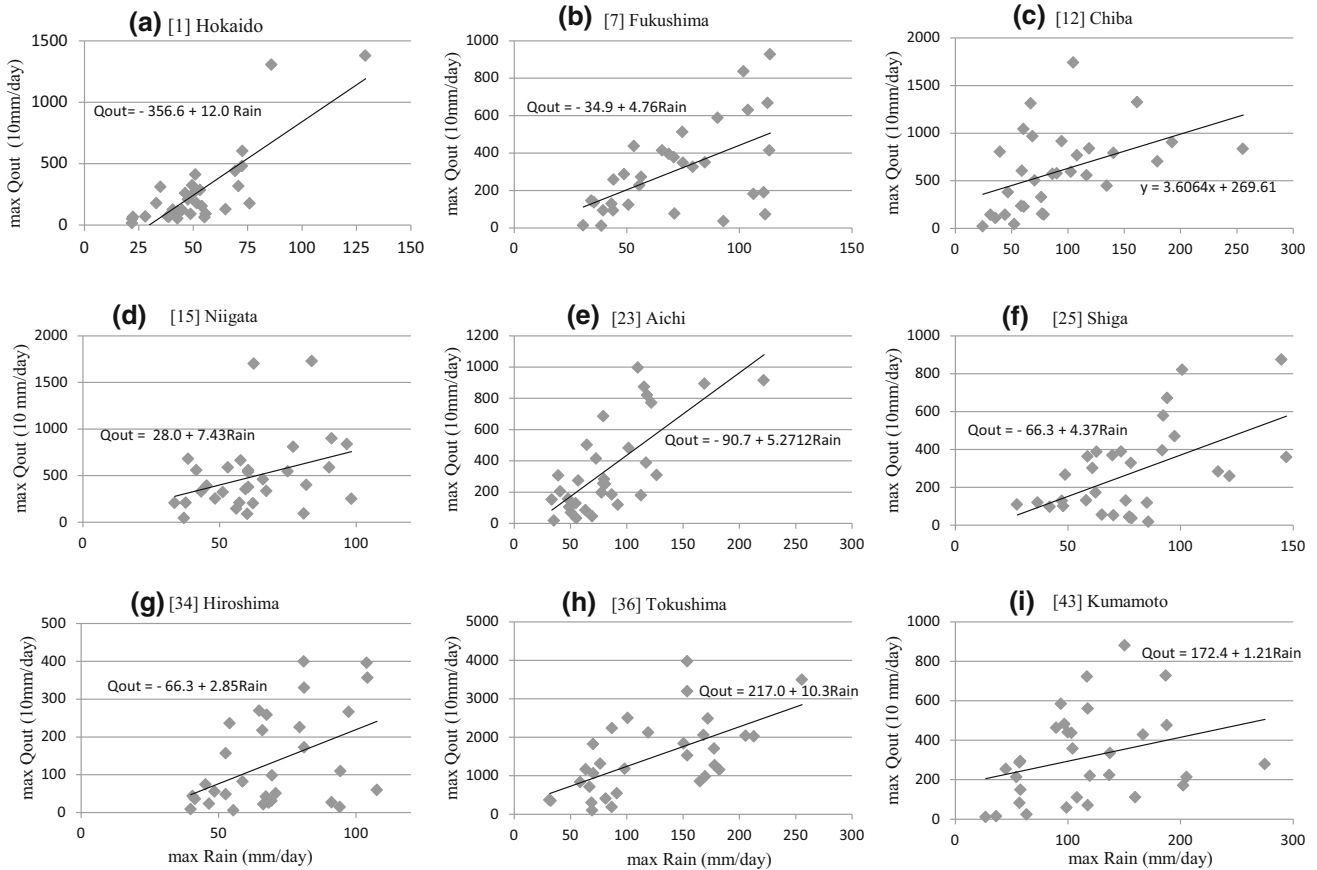 (a) [1] Hokaido
max Qout (10mm/day)
1500
1000
500
0
0 25 50 75 100 125 150
Qout= - 356.6 + 12.0 Rain
(b) [7] Fukushima
max Qout (10mm/day)
1000
800
600
400
200
0
0 50 100 150
Qout = - 34.9 + 4.76Rain
(c) [12] Chiba
max Qout (10mm/day)
2000
1500
1000
500
0
0 50 100 150 200 250 300
y = 3.6064x + 269.61
(d) [15] Niigata
max Qout (10 mm/day)
2000
1500
1000
500
0
0 50 100
Qout = 28.0 + 7.43Rain
(e) [23] Aichi
max Qout (10mm/day)
1200
1000
800
600
400
200
0
0 50 100 150 200 250 300
Qout = - 90.7 + 5.2712Rain
(f) [25] Shiga
max Qout (10mm/day)
1000
800
600
400
200
0
0 50 100 150
Qout = - 66.3 + 4.37Rain
(g) [34] Hiroshima
max Qout (10mm/day)
500
400
300
200
100
0
0 50 100
Qout = - 66.3 + 2.85Rain
max Rain (mm/day)
(h) [36] Tokushima
max Qout (10mm/day)
5000
4000
3000
2000
1000
0
0 50 100 150 200 250 300
Qout = 217.0 + 10.3Rain
max Rain (mm/day)
(i) [43] Kumamoto
max Qout (10 mm/day)
1000
800
600
400
200
0
0 100 200 300
Qout = 172.4 + 1.21Rain
max Rain (mm/day)